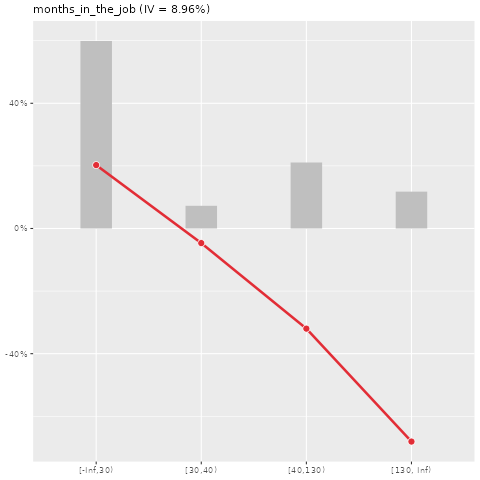 months_in_the_job (IV = 8.96%)
40%
0%
-40%
[-Inf,30)
[30,40)
[40,130)
[130, Inf)